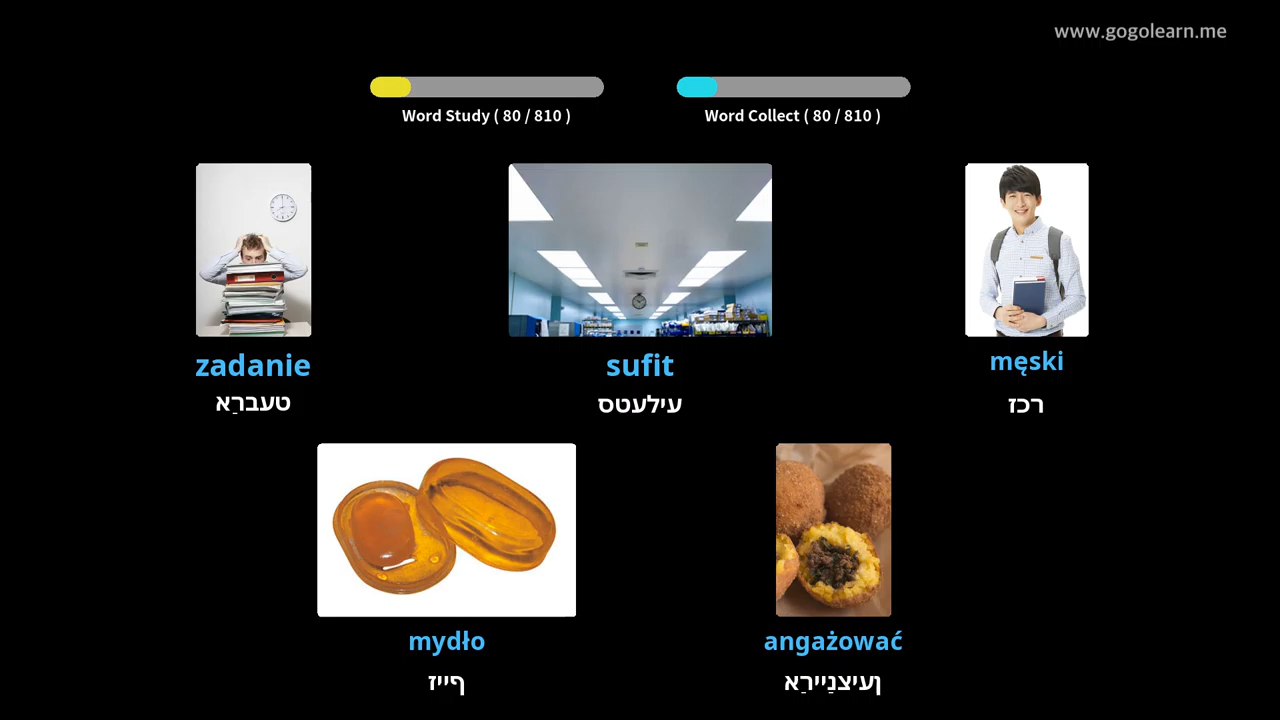 www.gogolearn.me
Word Study ( 80 / 810 )
Word Collect ( 80 / 810 )
zadanie
טעברַא
sufit
עילעטס
męski
רכז
mydło
ףייז
angażować
ןעיצנַיירַא